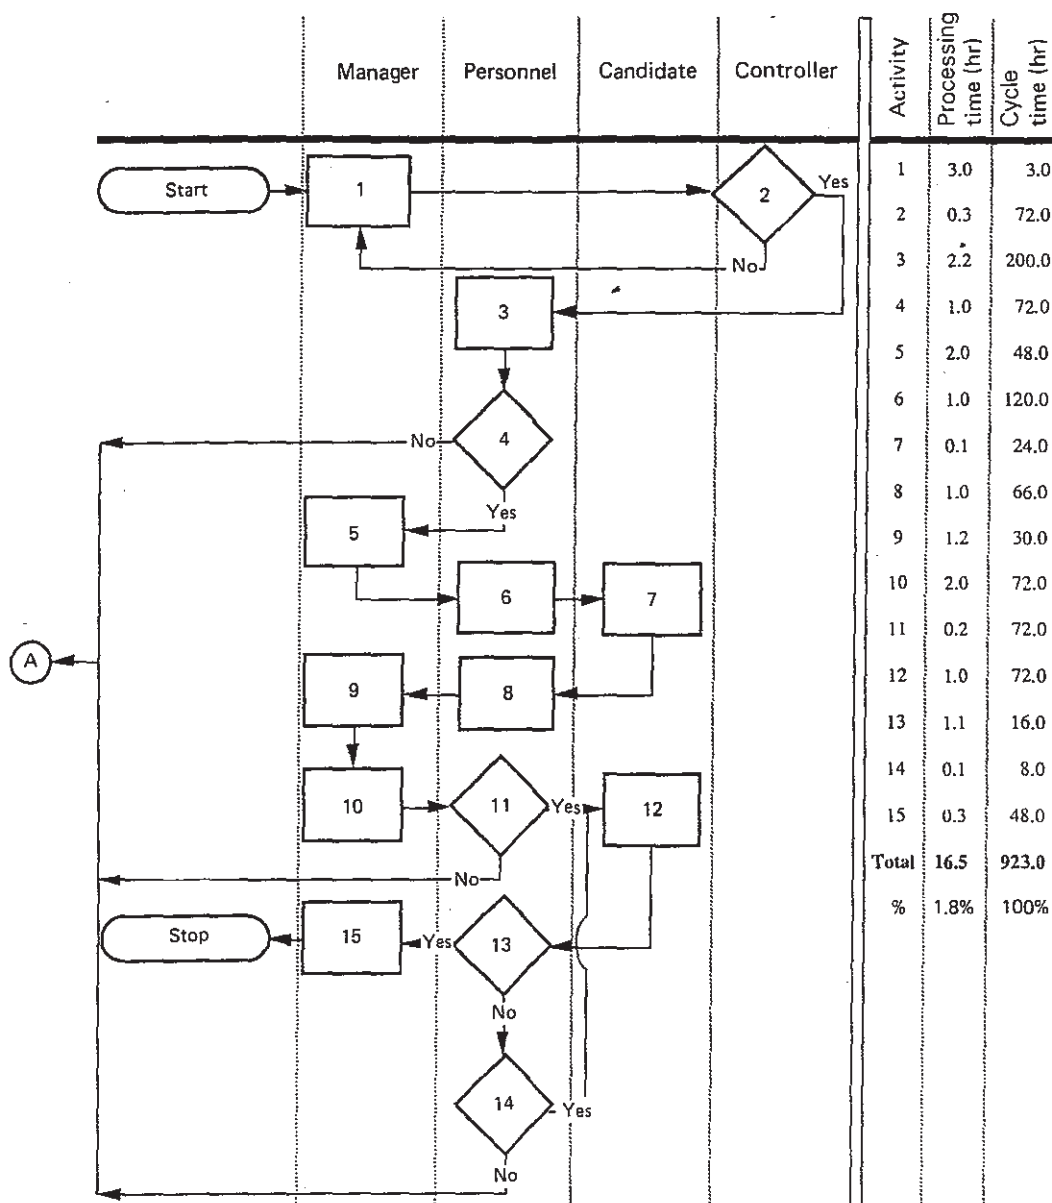 Manager Personnel Candidate Controller Activity Processing time (hr) Cycle time (hr)
Start 1 2 Yes
No
3
4 No
Yes
5
6 7
A
9 8
10 11 Yes 12
No
Stop 15 Yes 13
No
14 Yes
No
1 3.0 3.0
2 0.3 72.0
3 2.2 200.0
4 1.0 72.0
5 2.0 48.0
6 1.0 120.0
7 0.1 24.0
8 1.0 66.0
9 1.2 30.0
10 2.0 72.0
11 0.2 72.0
12 1.0 72.0
13 1.1 16.0
14 0.1 8.0
15 0.3 48.0
Total 16.5 923.0
% 1.8% 100%